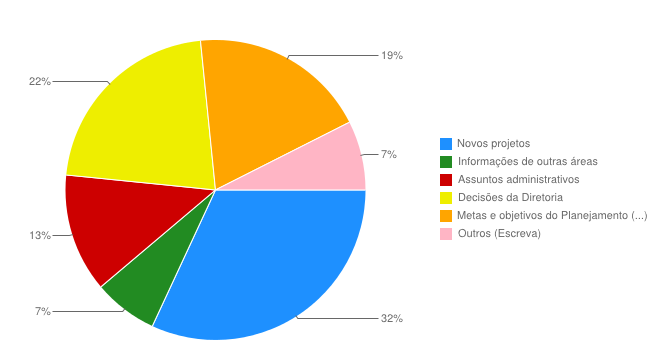 19%
22%
7%
13%
7%
32%
Novos projetos
Informações de outras áreas
Assuntos administrativos
Decisões da Diretoria
Metas e objetivos do Planejamento (...)
Outros (Escreva)